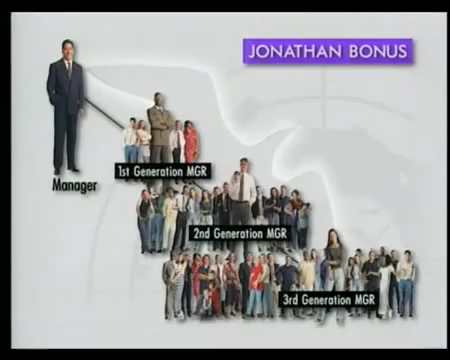 JONATHAN BONUS
Manager
1st Generation MGR
2nd Generation MGR
3rd Generation MGR